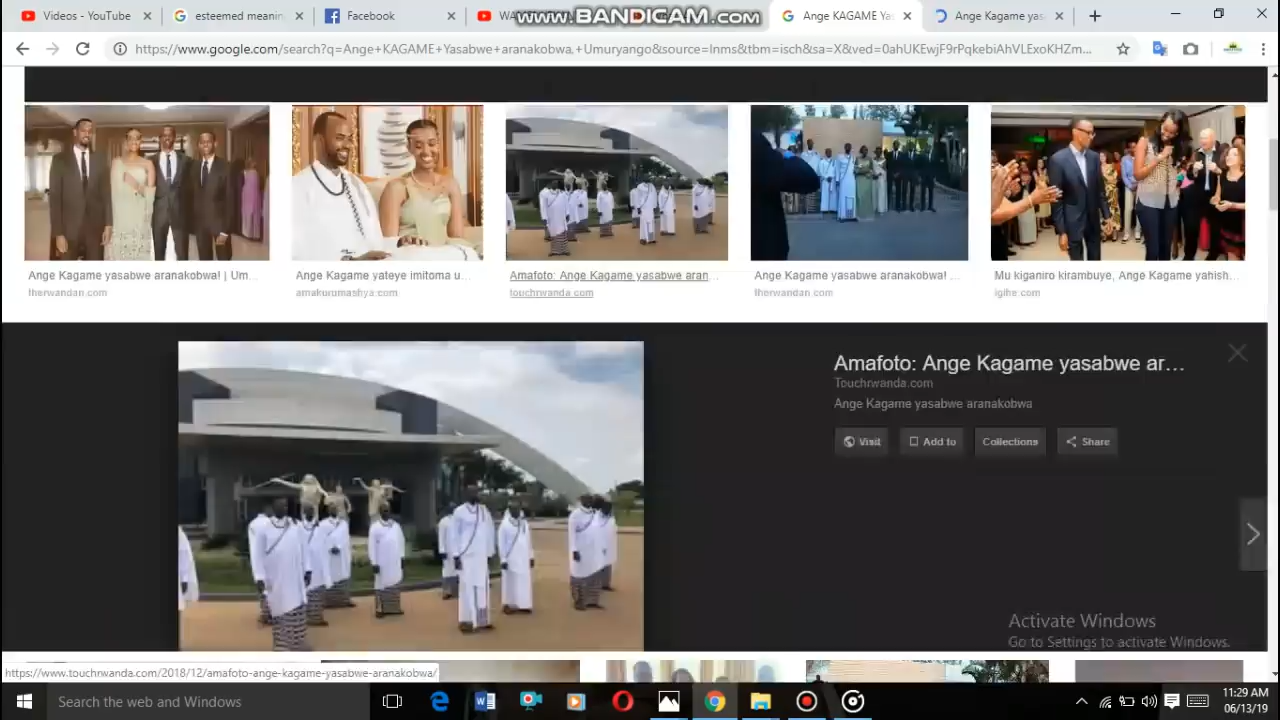 Videos - YouTube
esteemed meanin
Facebook
www.BANDICAM.com
Ange KAGAME Ya
Ange Kagame yas
https://www.google.com/search?q=Ange+KAGAME+Yasabwe+aranakobwa.+Umuryango&source=lnms&tbm=isch&sa=X&ved=0ahUKEwjF9rPqkebiAhVLExoKHZm...
Ange Kagame yasabwe aranakobwa! | Um...
therwandan.com
Ange Kagame yateye imitoma u...
amakurumashya.com
Amafoto: Ange Kagame yasabwe aran...
touchrwanda.com
Ange Kagame yasabwe aranakobwa! ...
therwandan.com
Mu kiganiro kirambuye, Ange Kagame yahish...
igihe.com
Amafoto: Ange Kagame yasabwe ar...
Touchrwanda.com
Ange Kagame yasabwe aranakobwa
Visit
Add to
Collections
Share
Activate Windows
Go to Settings to activate Windows.
https://www.touchrwanda.com/2018/12/amafoto-ange-kagame-yasabwe-aranakobwa/
Search the web and Windows
11:29 AM
06/13/19